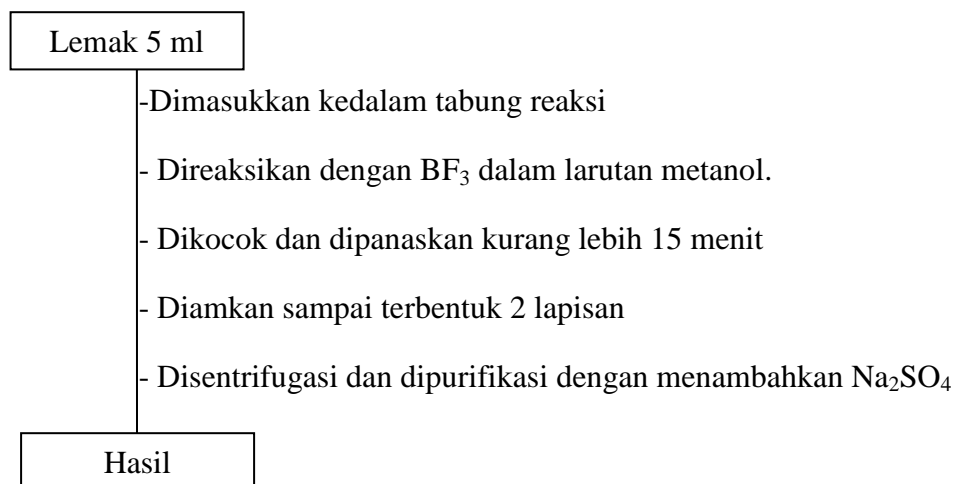 Lemak 5 ml
-Dimasukkan kedalam tabung reaksi
- Direaksikan dengan BF₃ dalam larutan metanol.
- Dikocok dan dipanaskan kurang lebih 15 menit
- Diamkan sampai terbentuk 2 lapisan
- Disentrifugasi dan dipurifikasi dengan menambahkan Na₂SO₄
Hasil